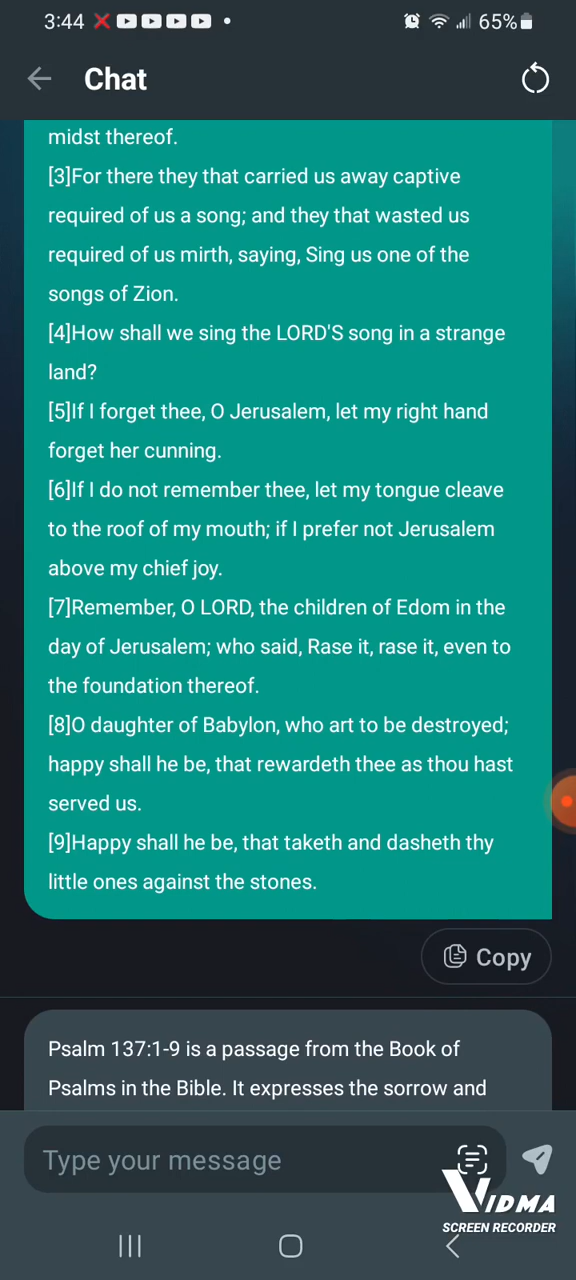 3:44
65%
Chat
midst thereof.
[3]For there they that carried us away captive
required of us a song; and they that wasted us
required of us mirth, saying, Sing us one of the
songs of Zion.
[4]How shall we sing the LORD'S song in a strange
land?
[5]If I forget thee, O Jerusalem, let my right hand
forget her cunning.
[6]If I do not remember thee, let my tongue cleave
to the roof of my mouth; if I prefer not Jerusalem
above my chief joy.
[7]Remember, O LORD, the children of Edom in the
day of Jerusalem; who said, Rase it, rase it, even to
the foundation thereof.
[8]O daughter of Babylon, who art to be destroyed;
happy shall he be, that rewardeth thee as thou hast
served us.
[9]Happy shall he be, that taketh and dasheth thy
little ones against the stones.
Copy
Psalm 137:1-9 is a passage from the Book of
Psalms in the Bible. It expresses the sorrow and
Type your message
VIDMA
SCREEN RECORDER